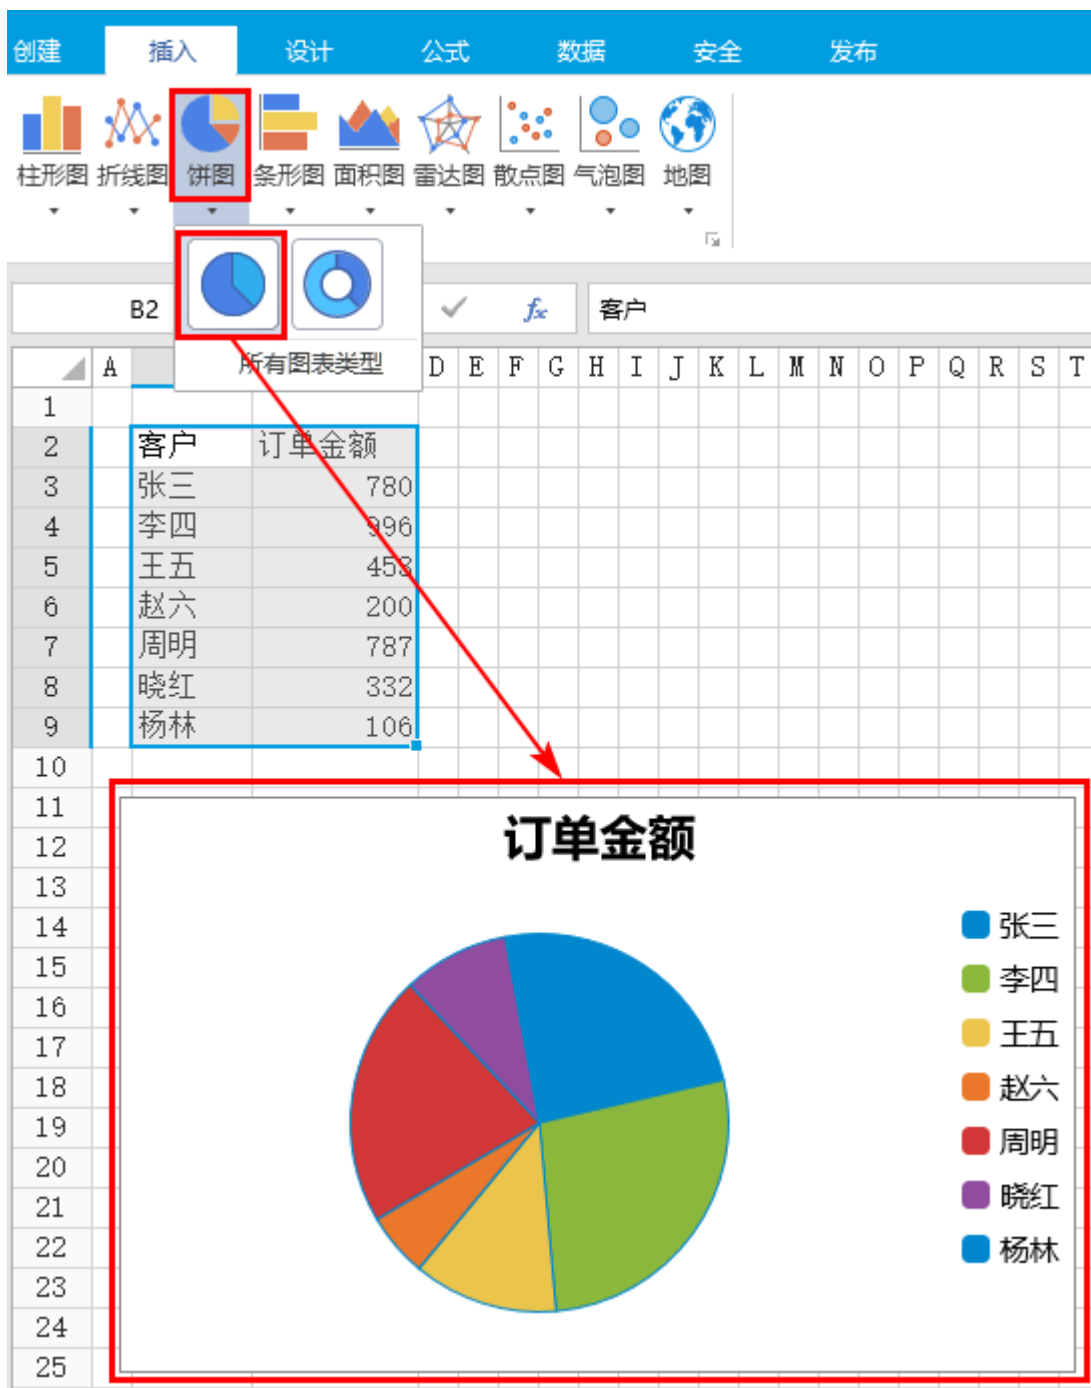 创建 插入 设计 公式 数据 安全 发布
柱形图 折线图 饼图 条形图 面积图 雷达图 散点图 气泡图 地图
B2 fx 客户
所有图表类型
A D E F G H I J K L M N O P Q R S T
1
2 客户 订单金额
3 张三 780
4 李四 996
5 王五 453
6 赵六 200
7 周明 787
8 晓红 332
9 杨林 106
10
11
12
13
14
15
16
17
18
19
20
21
22
23
24
25
订单金额
张三
李四
王五
赵六
周明
晓红
杨林